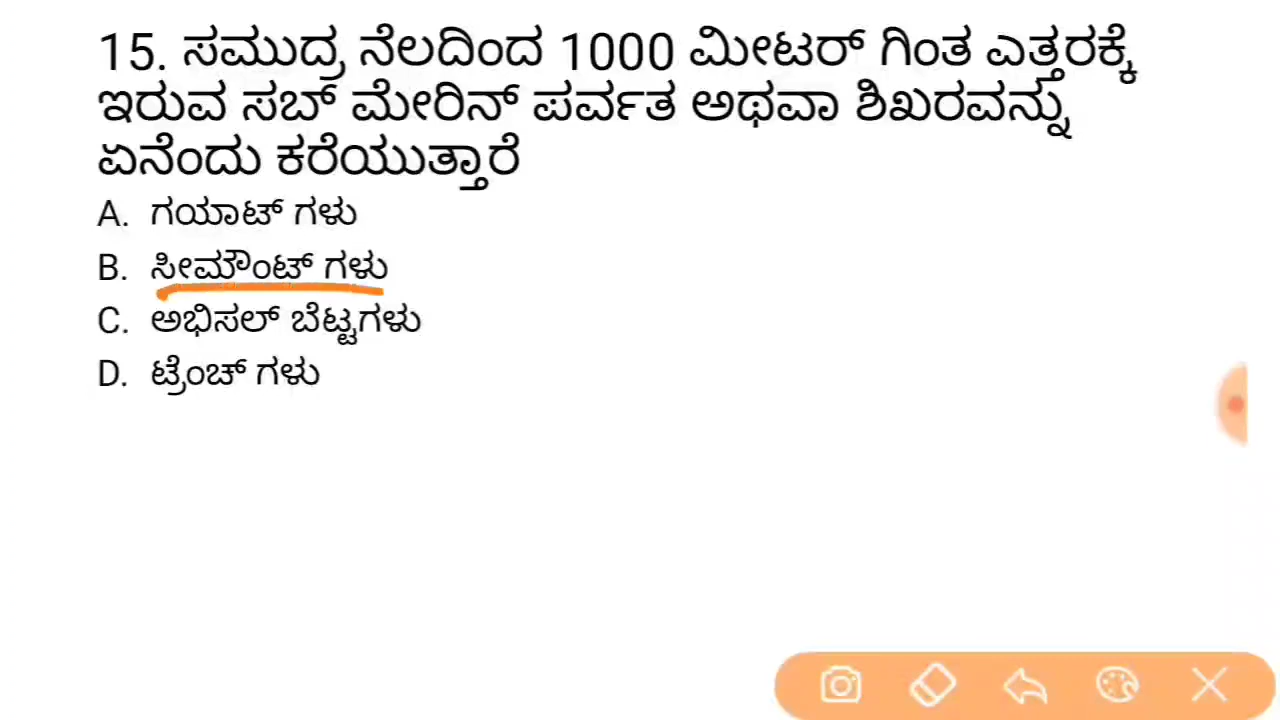 15. ಸಮುದ್ರ ನೆಲದಿಂದ 1000 ಮೀಟರ್ ಗಿಂತ ಎತ್ತರಕ್ಕೆ
ಇರುವ ಸಬ್ ಮೇರಿನ್ ಪರ್ವತ ಅಥವಾ ಶಿಖರವನ್ನು
ಏನೆಂದು ಕರೆಯುತ್ತಾರೆ
A. ಗಯಾಟ್ ಗಳು
B. ಸೀಮೌಂಟ್ ಗಳು
C. ಅಭಿಸಲ್ ಬೆಟ್ಟಗಳು
D. ಟ್ರೆಂಚ್ ಗಳು